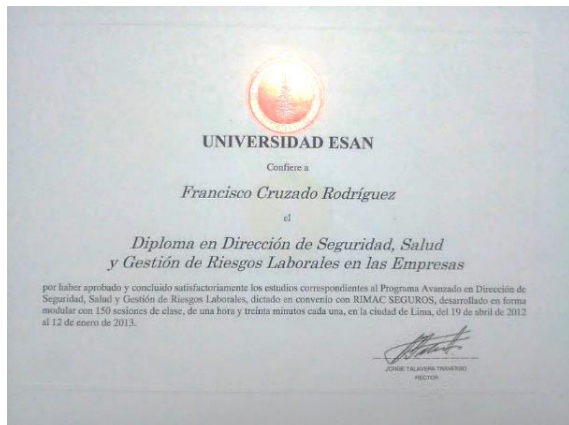 UNIVERSIDAD ESAN
Confiere a
Francisco Cruzado Rodríguez
el
Diploma en Dirección de Seguridad, Salud
y Gestión de Riesgos Laborales en las Empresas
por haber aprobado y concluido satisfactoriamente los estudios correspondientes al Programa Avanzado en Dirección de
Seguridad, Salud y Gestión de Riesgos Laborales, dictado en convenio con RIMAC SEGUROS, desarrollado en forma
modular con 150 sesiones de clase, de una hora y treinta minutos cada una, en la ciudad de Lima, del 19 de abril de 2012
al 12 de enero de 2013.
JORGE TALAVERA TRAVERSO
RECTOR